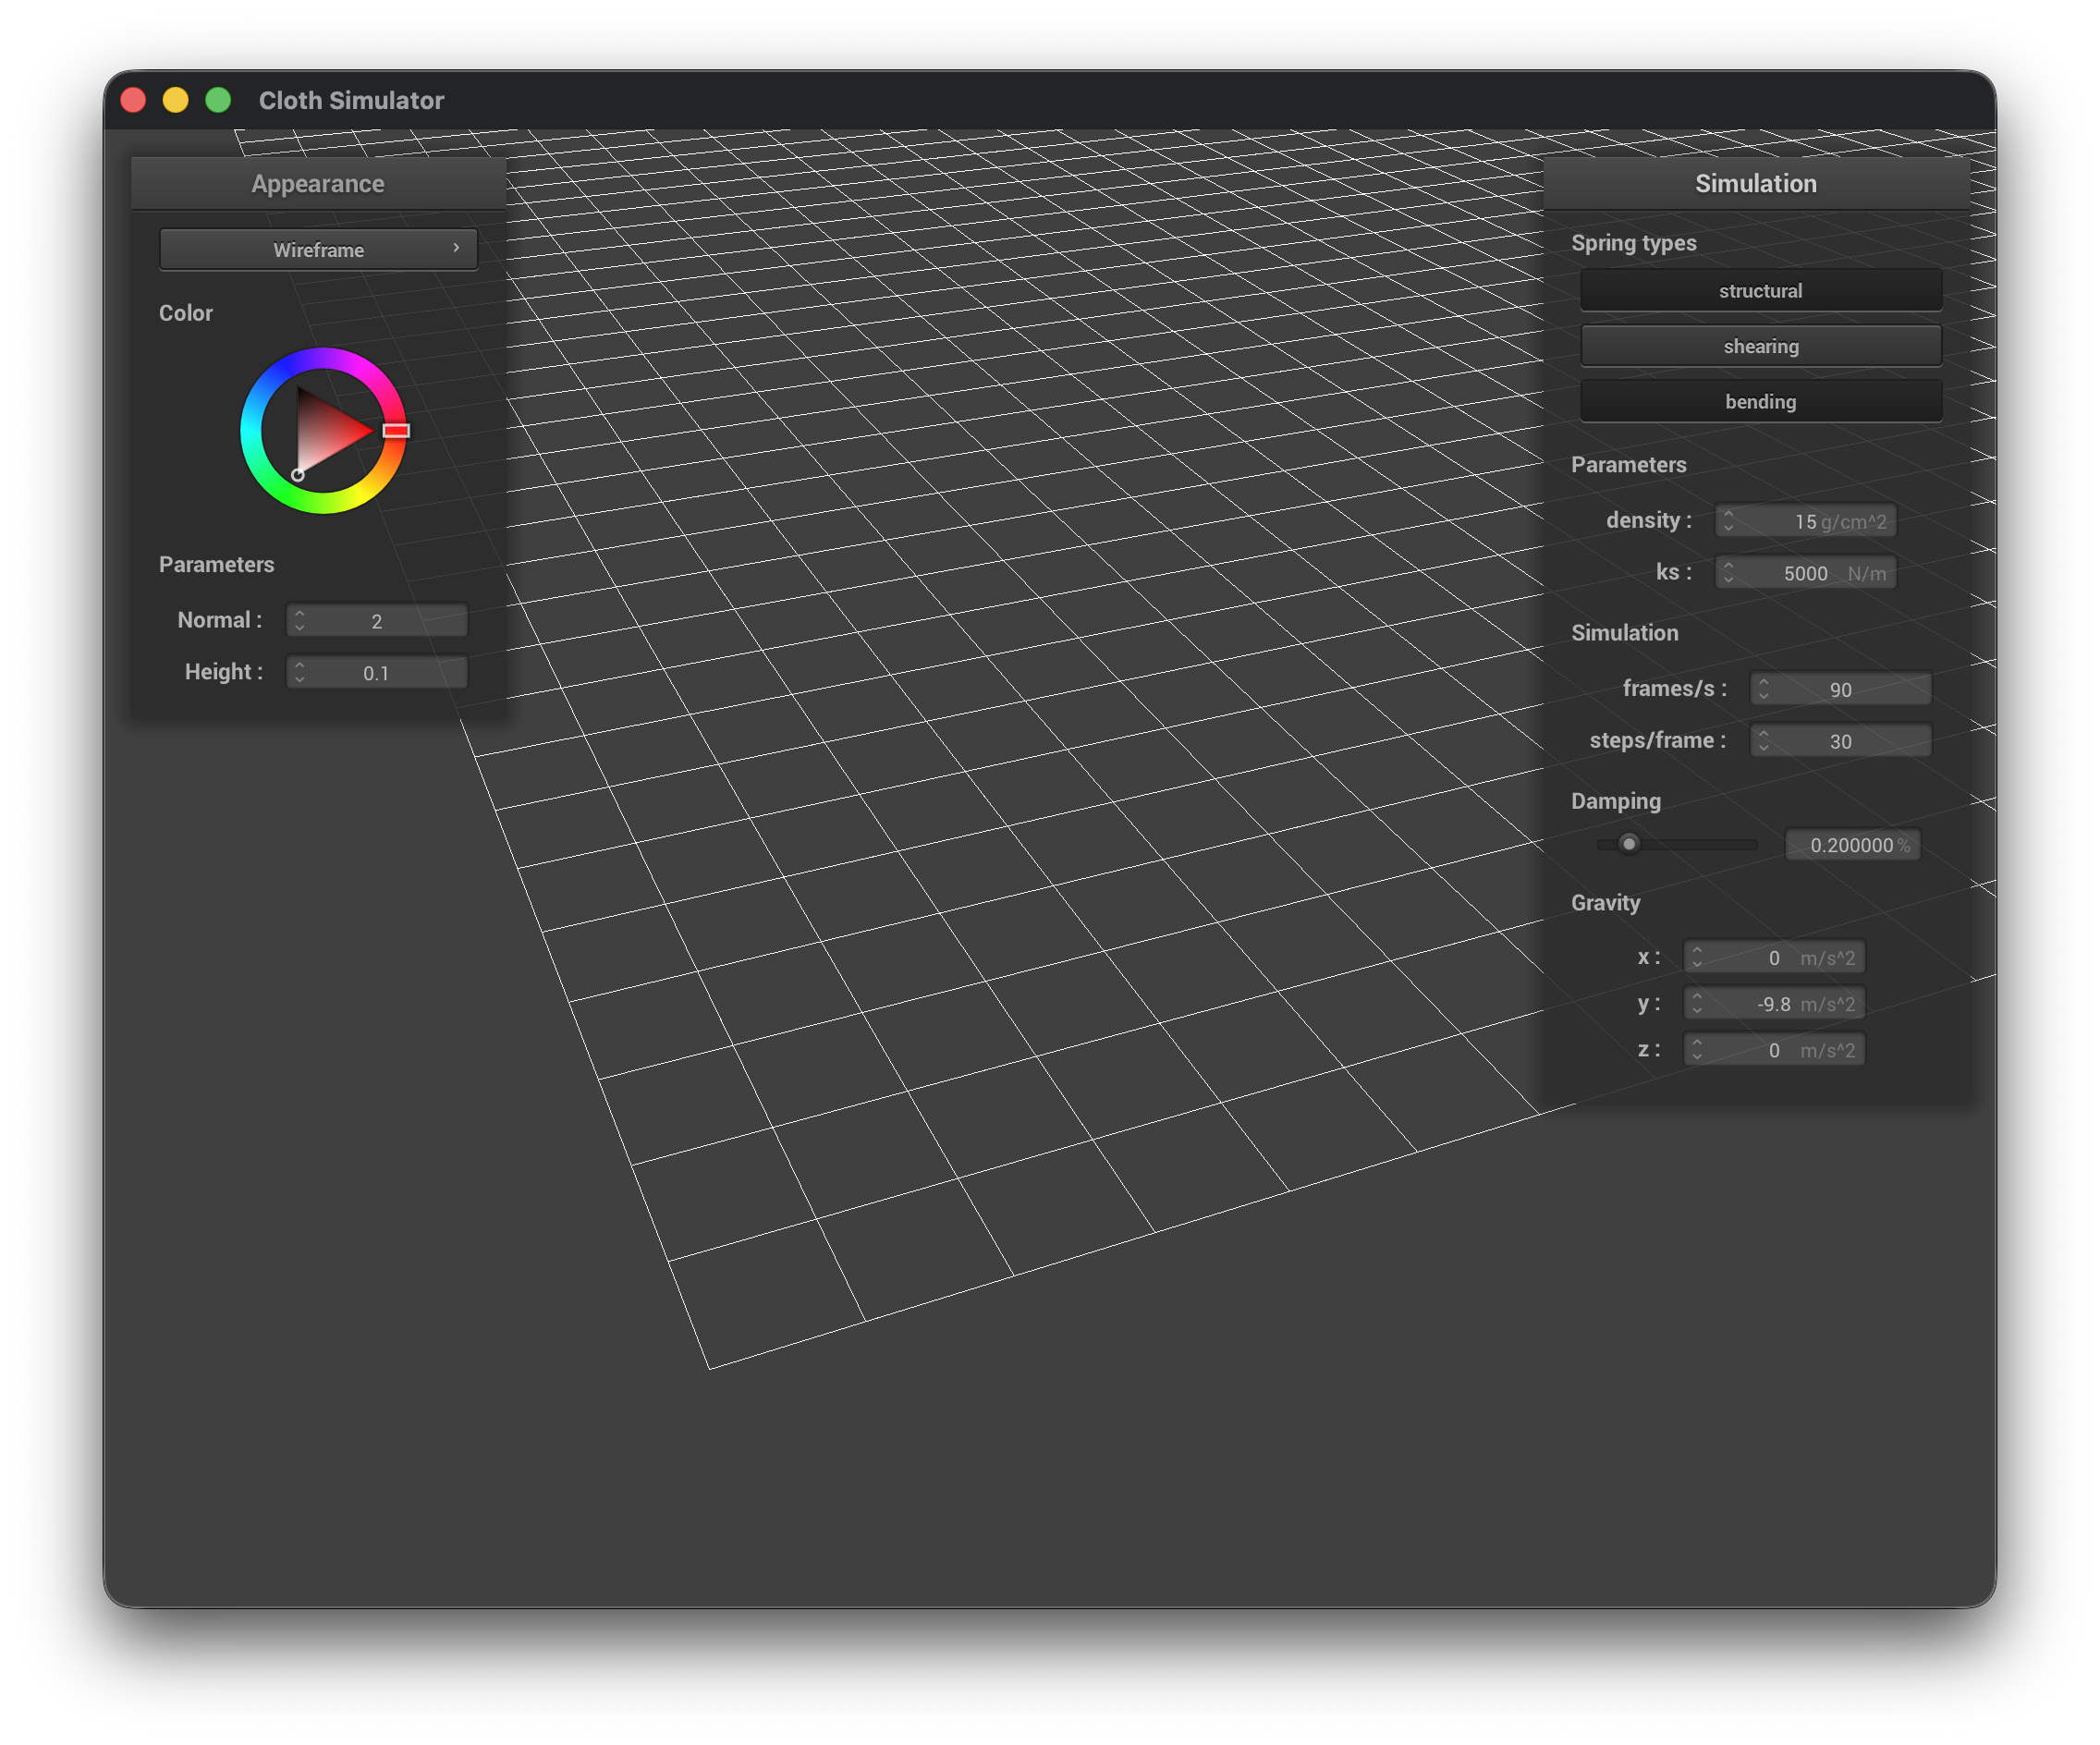 Cloth Simulator
Appearance
Wireframe
Color
Parameters
Normal : 2
Height : 0.1
Simulation
Spring types
structural
shearing
bending
Parameters
density : 15 g/cm^2
ks : 5000 N/m
Simulation
frames/s : 90
steps/frame : 30
Damping
0.200000 %
Gravity
x : 0 m/s^2
y : -9.8 m/s^2
z : 0 m/s^2